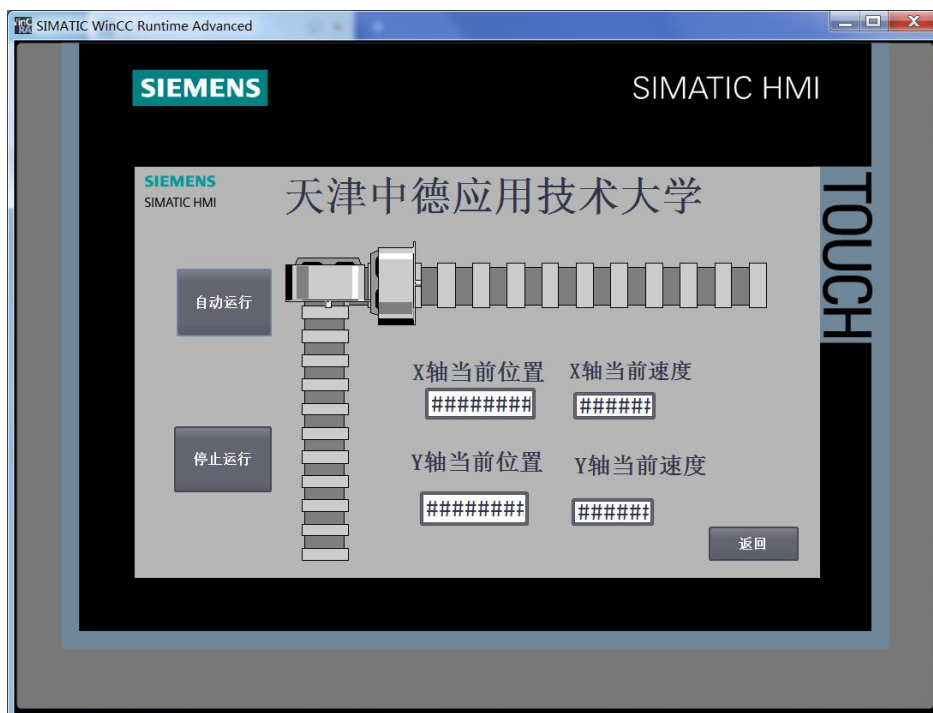 SIMATIC WinCC Runtime Advanced
SIEMENS
SIMATIC HMI
TOUCH
SIEMENS
SIMATIC HMI
天津中德应用技术大学
自动运行
X轴当前位置 X轴当前速度
######## ######
停止运行
Y轴当前位置 Y轴当前速度
######## ######
返回